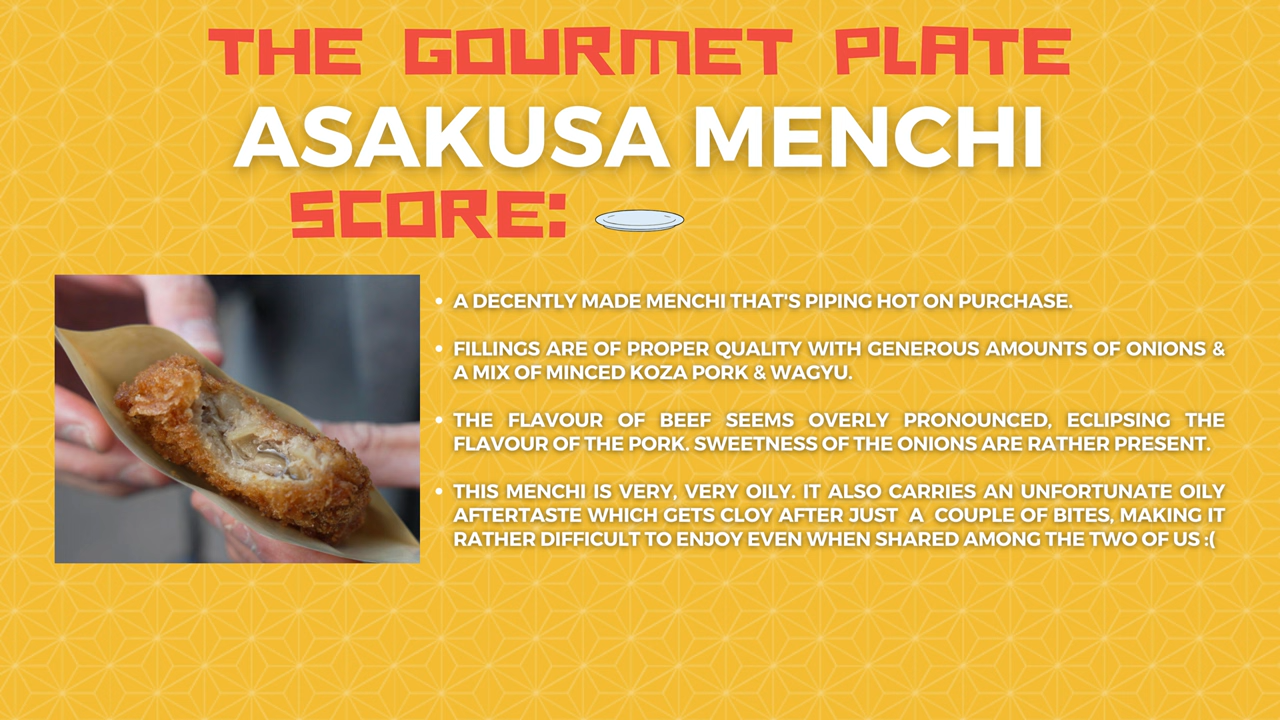 THE GOURMET PLATE
ASAKUSA MENCHI
SCORE:
• A DECENTLY MADE MENCHI THAT'S PIPING HOT ON PURCHASE.
• FILLINGS ARE OF PROPER QUALITY WITH GENEROUS AMOUNTS OF ONIONS &
A MIX OF MINCED KOZA PORK & WAGYU.
• THE FLAVOUR OF BEEF SEEMS OVERLY PRONOUNCED, ECLIPSING THE
FLAVOUR OF THE PORK. SWEETNESS OF THE ONIONS ARE RATHER PRESENT.
• THIS MENCHI IS VERY, VERY OILY. IT ALSO CARRIES AN UNFORTUNATE OILY
AFTERTASTE WHICH GETS CLOY AFTER JUST A COUPLE OF BITES, MAKING IT
RATHER DIFFICULT TO ENJOY EVEN WHEN SHARED AMONG THE TWO OF US :(